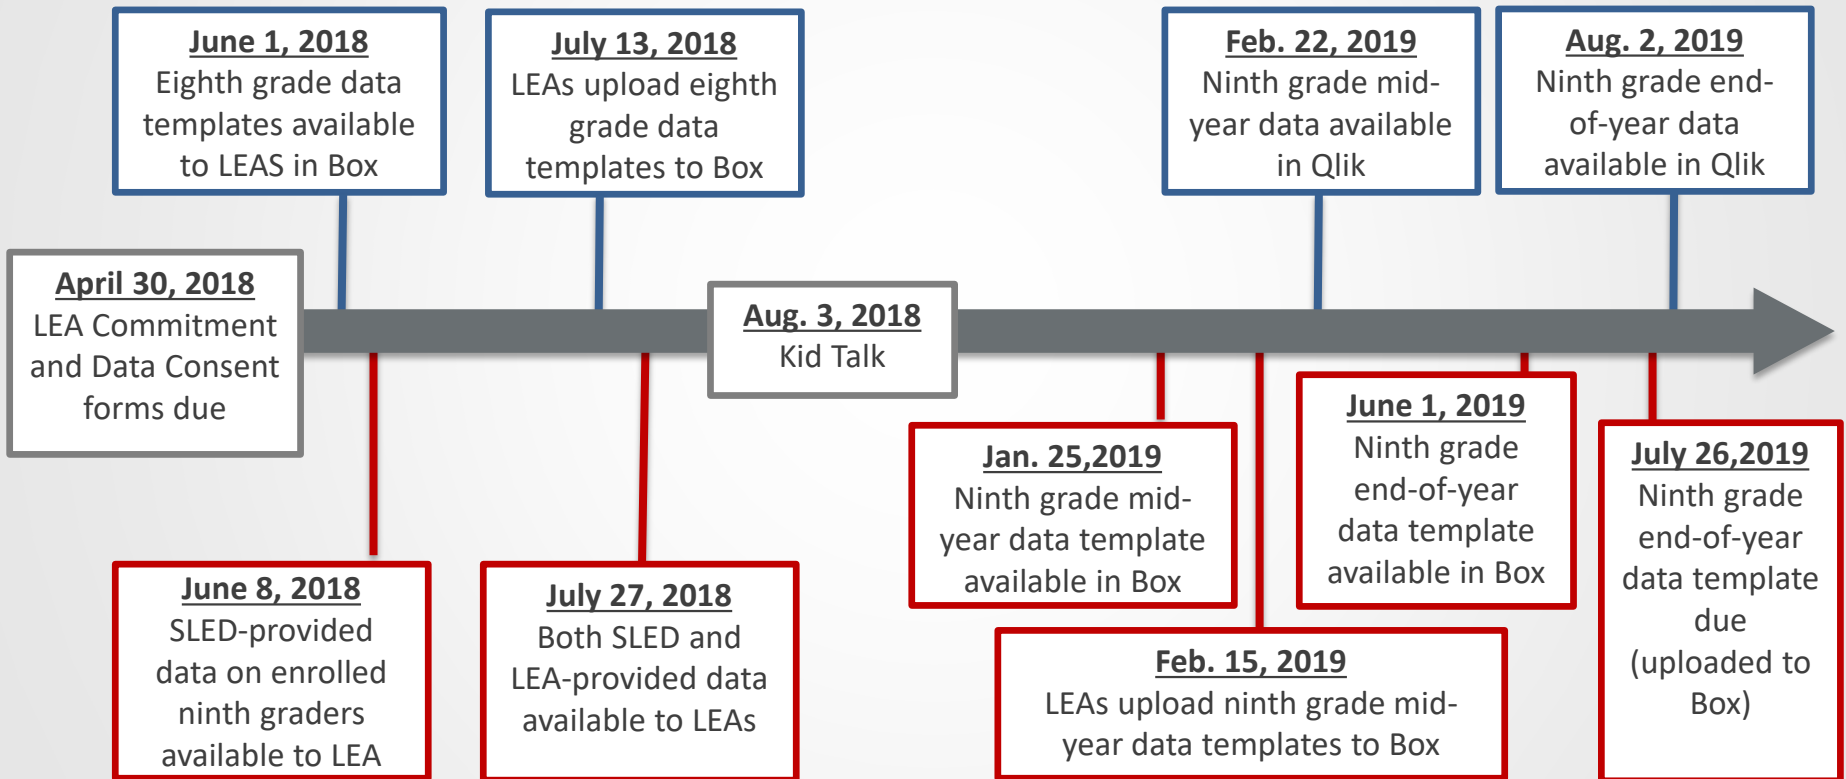 June 1, 2018
Eighth grade data
templates available
to LEAS in Box
July 13, 2018
LEAs upload eighth
grade data
templates to Box
Feb. 22, 2019
Ninth grade mid-
year data available
in Qlik
Aug. 2, 2019
Ninth grade end-
of-year data
available in Qlik
April 30, 2018
LEA Commitment
and Data Consent
forms due
Aug. 3, 2018
Kid Talk
June 8, 2018
SLED-provided
data on enrolled
ninth graders
available to LEA
July 27, 2018
Both SLED and
LEA-provided data
available to LEAs
Jan. 25,2019
Ninth grade mid-
year data template
available in Box
Feb. 15, 2019
LEAs upload ninth grade mid-
year data templates to Box
June 1, 2019
Ninth grade
end-of-year
data template
available in Box
July 26,2019
Ninth grade
end-of-year
data template
due
(uploaded to
Box)